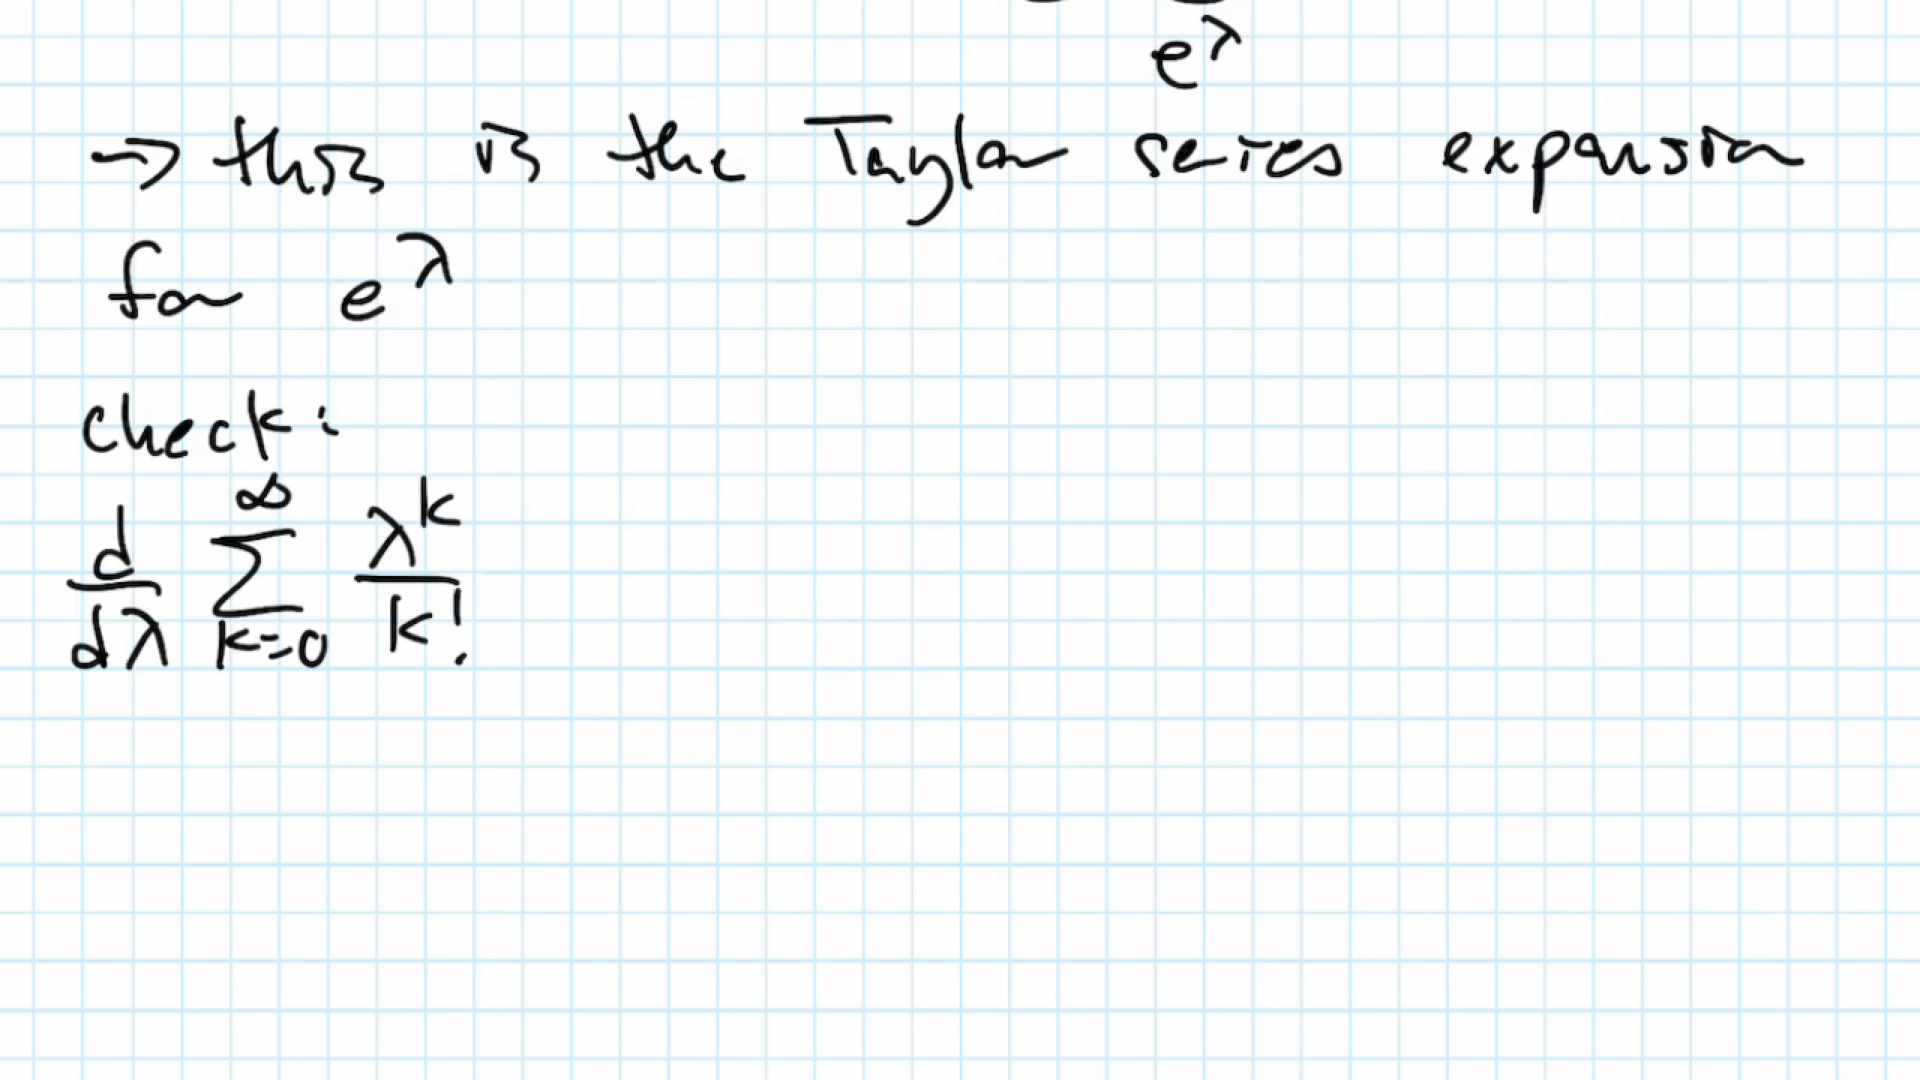 e^λ
→ this is the Taylor series expansion
for e^λ
check:
d/dλ ∑_{k=0}^{∞} λ^k/k!